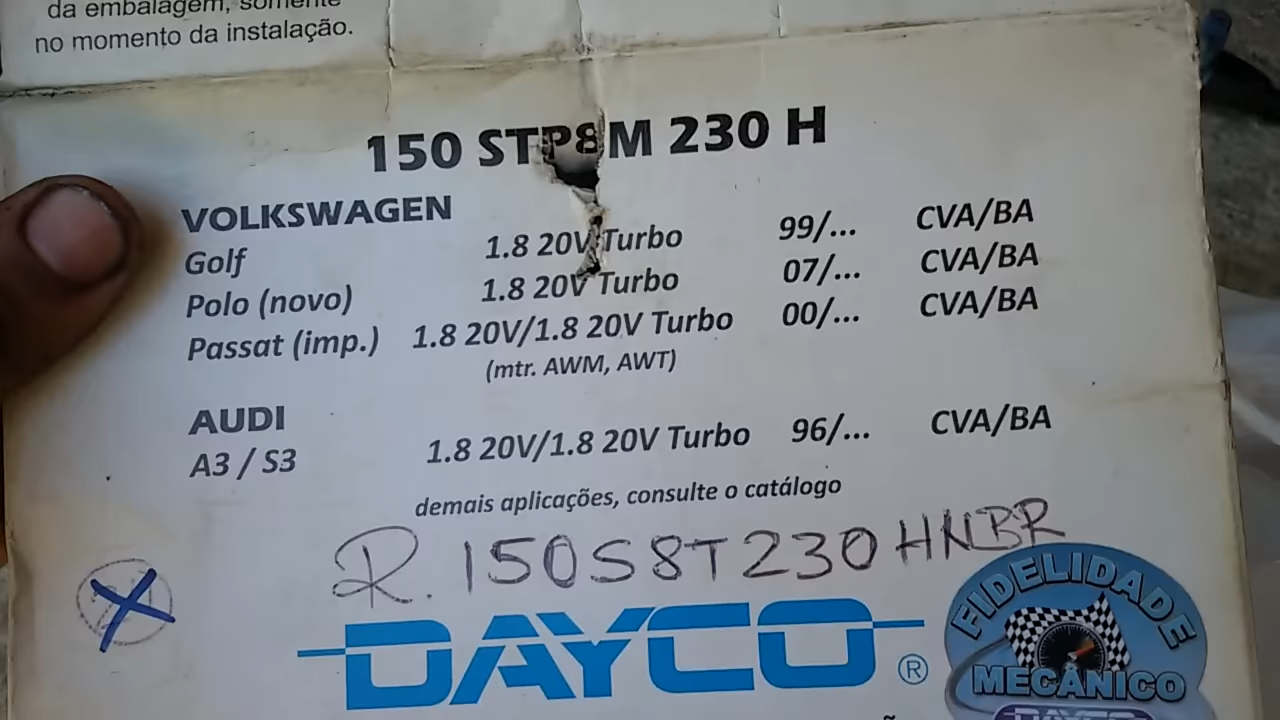 da embalagem, somente
no momento da instalação.
150 STP8M 230 H
VOLKSWAGEN
Golf 1.8 20V Turbo 99/... CVA/BA
Polo (novo) 1.8 20V Turbo 07/... CVA/BA
Passat (imp.) 1.8 20V/1.8 20V Turbo 00/... CVA/BA
(mtr. AWM, AWT)
AUDI
A3 / S3 1.8 20V/1.8 20V Turbo 96/... CVA/BA
demais aplicações, consulte o catálogo
R. 150S8T230HNBR
DAYCO ®
FIDELIDADE
MECÂNICO
DAYCO